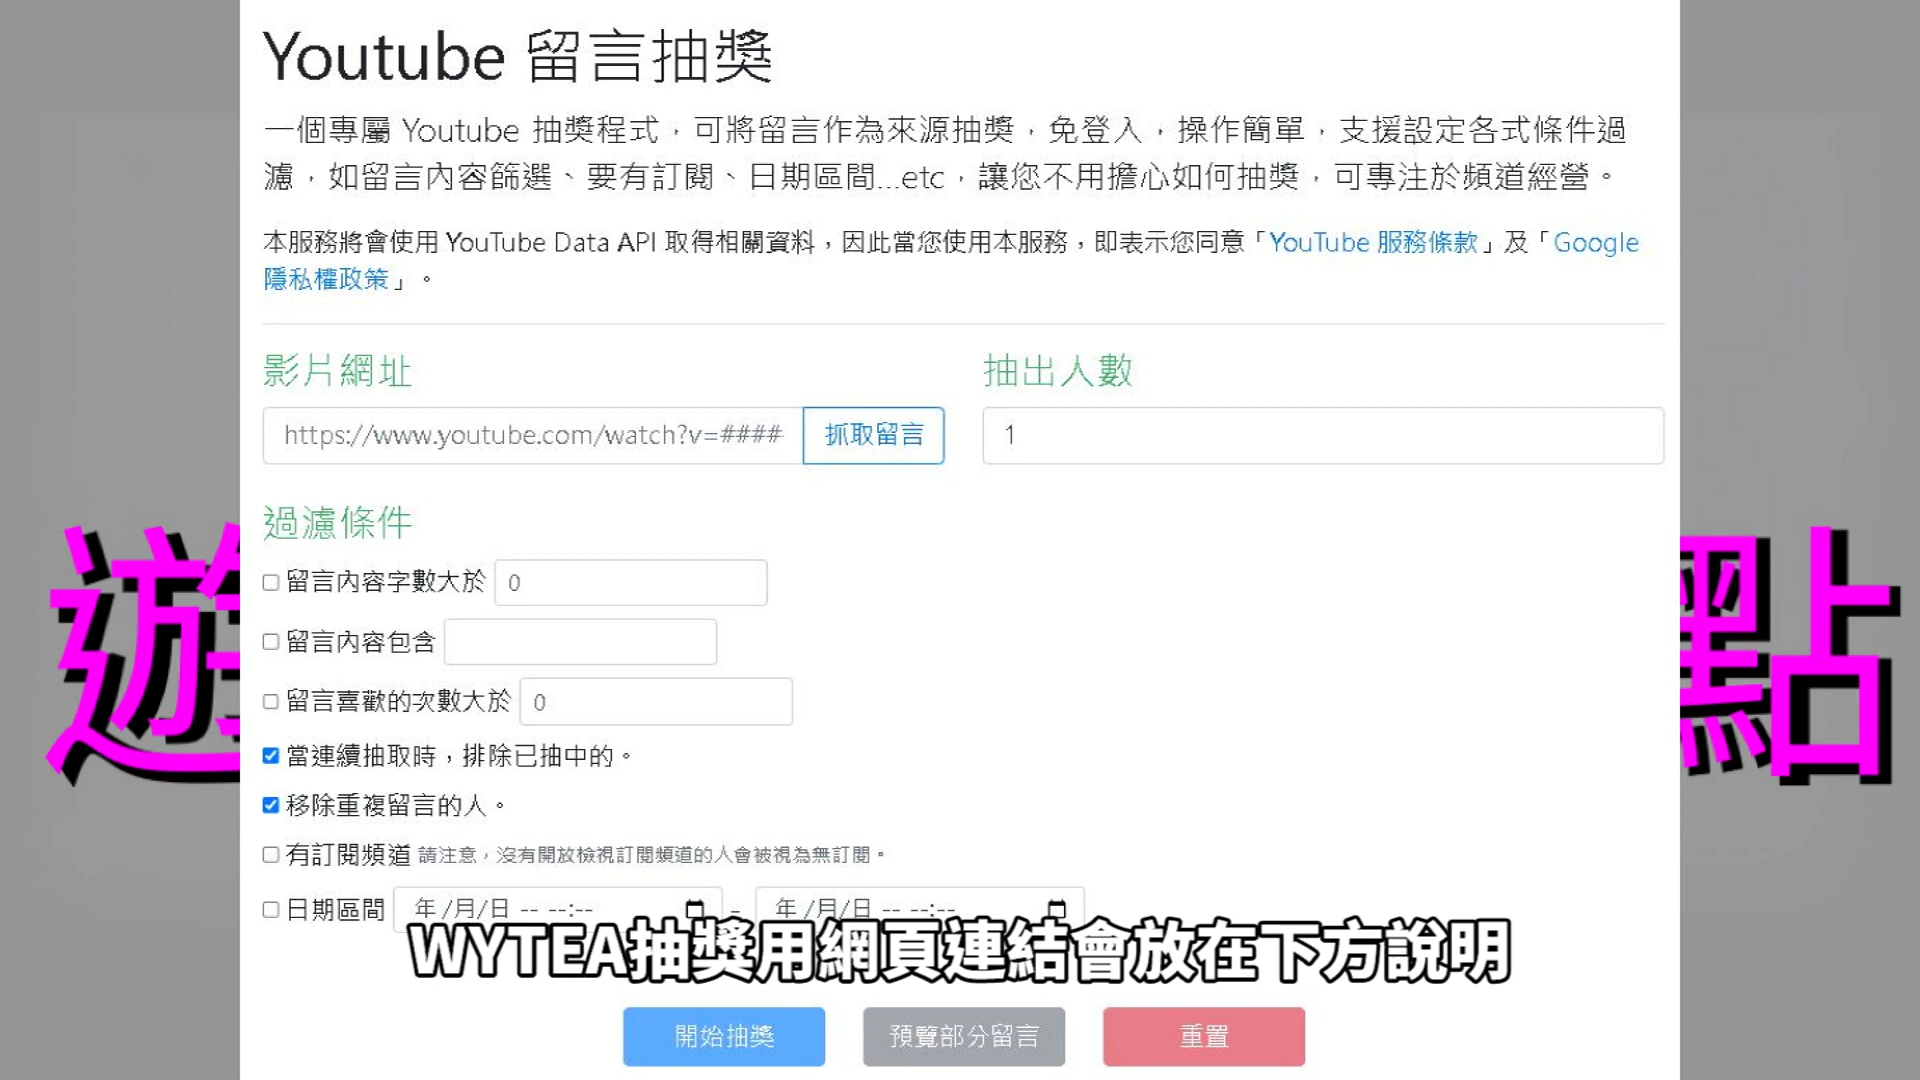 Youtube 留言抽獎
一個專屬 Youtube 抽獎程式，可將留言作為來源抽獎，免登入，操作簡單，支援設定各式條件過
濾，如留言內容篩選、要有訂閱、日期區間...etc，讓您不用擔心如何抽獎，可專注於頻道經營。
本服務將會使用 YouTube Data API 取得相關資料，因此當您使用本服務，即表示您同意「YouTube 服務條款」及「Google
隱私權政策」。
影片網址
抽出人數
https://www.youtube.com/watch?v=####
抓取留言
1
過濾條件
留言內容字數大於 0
留言內容包含
留言喜歡的次數大於 0
當連續抽取時，排除已抽中的。
移除重複留言的人。
遊
點
有訂閱頻道 請注意，沒有開放檢視訂閱頻道的人會被視為無訂閱。
日期區間 年/月/日 -- --:-- - 年/月/日 -- --:--
WYTEA抽獎用網頁連結會放在下方說明
開始抽獎
預覽部分留言
重置